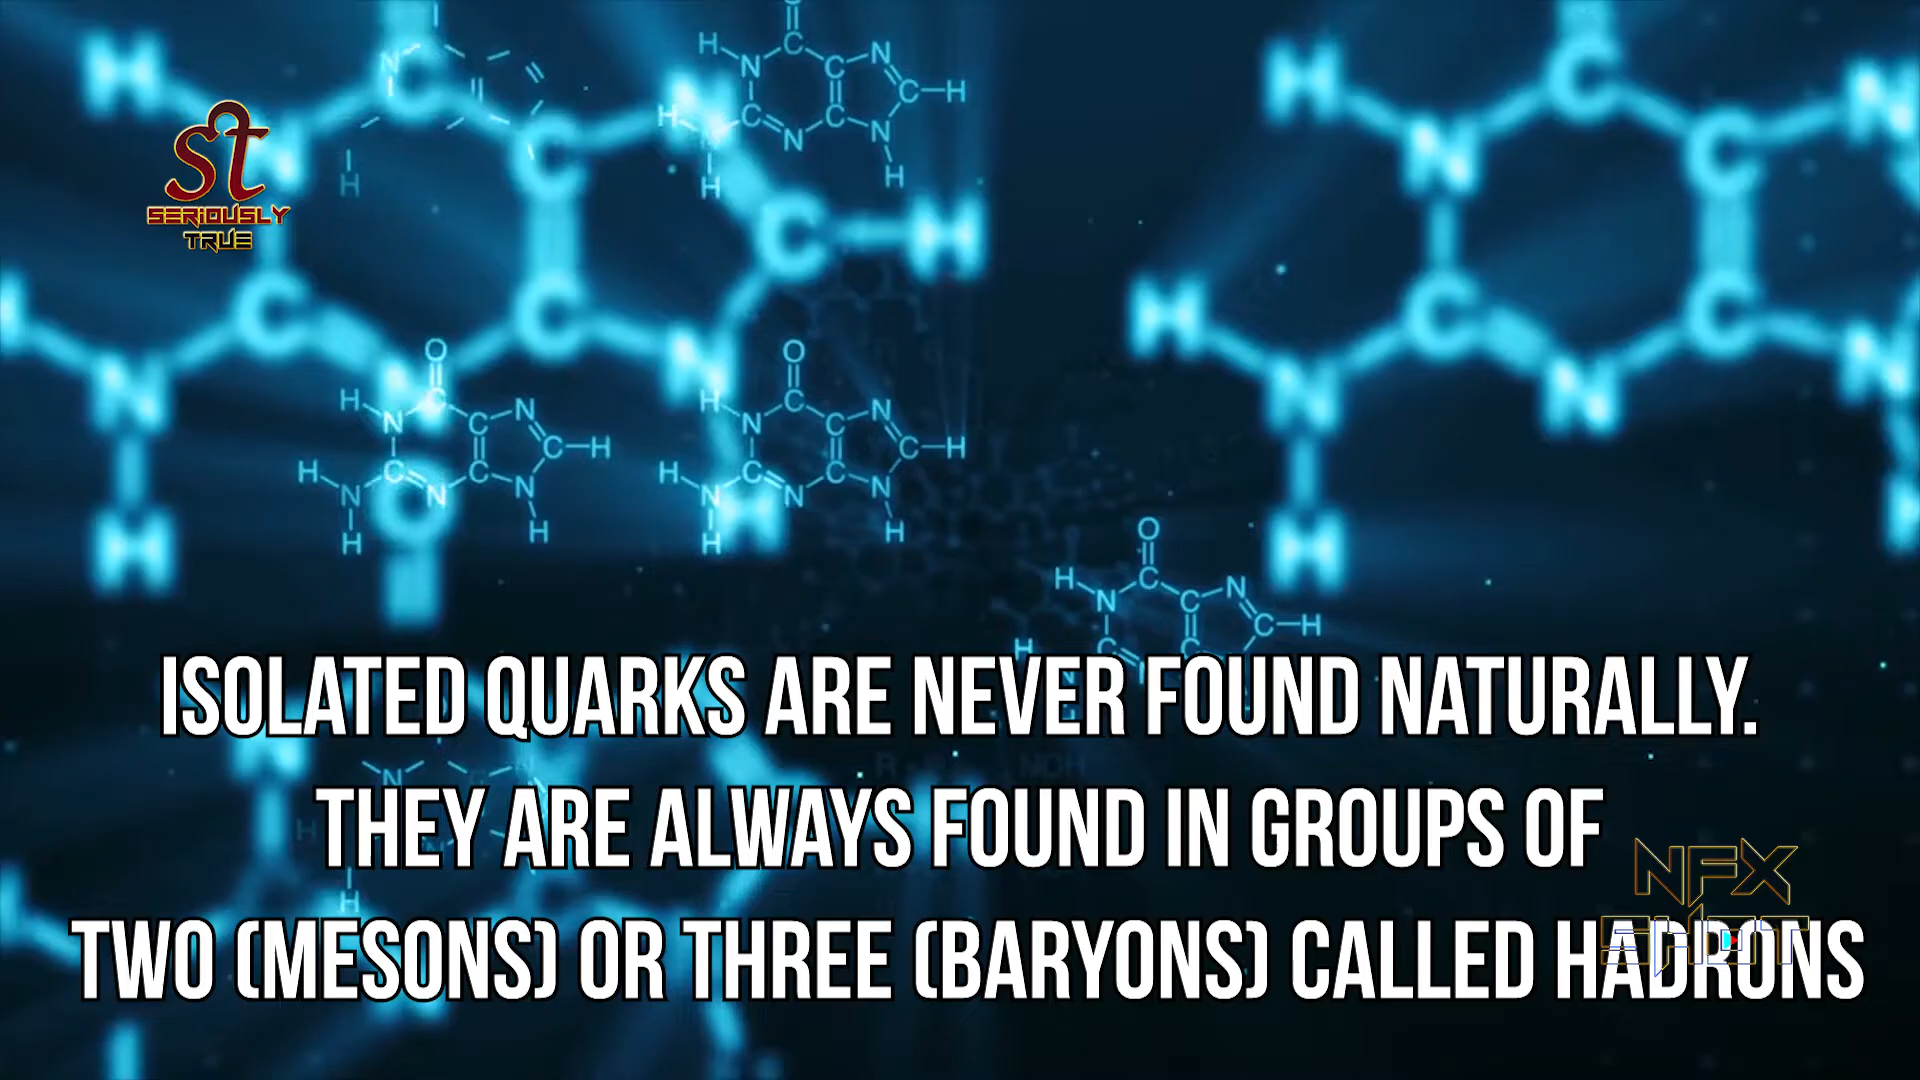 st
SERIOUSLY
TRUE
ISOLATED QUARKS ARE NEVER FOUND NATURALLY.
THEY ARE ALWAYS FOUND IN GROUPS OF
TWO (MESONS) OR THREE (BARYONS) CALLED HADRONS
NFX